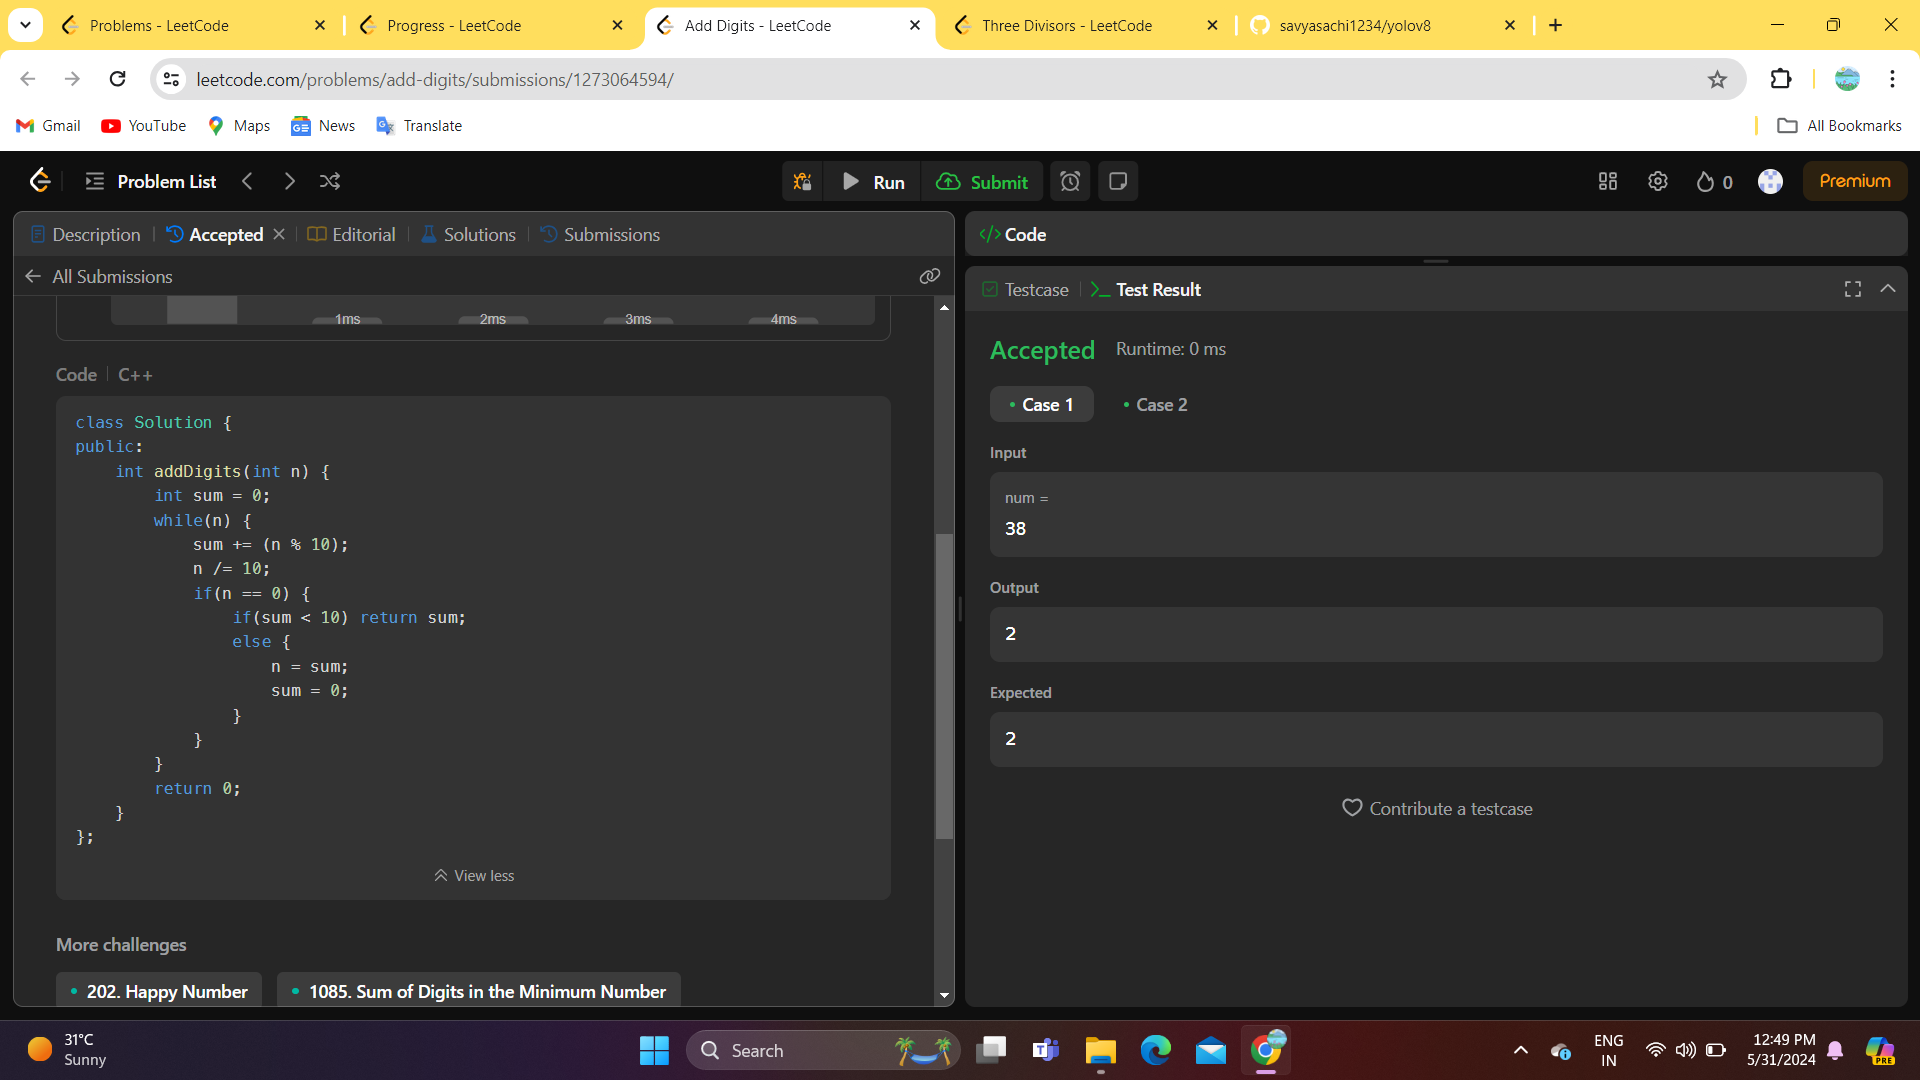 Problems - LeetCode
Progress - LeetCode
Add Digits - LeetCode
Three Divisors - LeetCode
savyasachi1234/yolov8
leetcode.com/problems/add-digits/submissions/1273064594/
Gmail
YouTube
Maps
News
Translate
All Bookmarks
Problem List
Run
Submit
0
Premium
Description
Accepted
Editorial
Solutions
Submissions
All Submissions
1ms 2ms 3ms 4ms
Code C++
class Solution {
public:
    int addDigits(int n) {
        int sum = 0;
        while(n) {
            sum += (n % 10);
            n /= 10;
            if(n == 0) {
                if(sum < 10) return sum;
                else {
                    n = sum;
                    sum = 0;
                }
            }
        }
        return 0;
    }
};
View less
More challenges
202. Happy Number
1085. Sum of Digits in the Minimum Number
</> Code
Testcase
Test Result
Accepted Runtime: 0 ms
Case 1
Case 2
Input
num =
38
Output
2
Expected
2
Contribute a testcase
31°C
Sunny
Search
ENG
IN
12:49 PM
5/31/2024
PRE